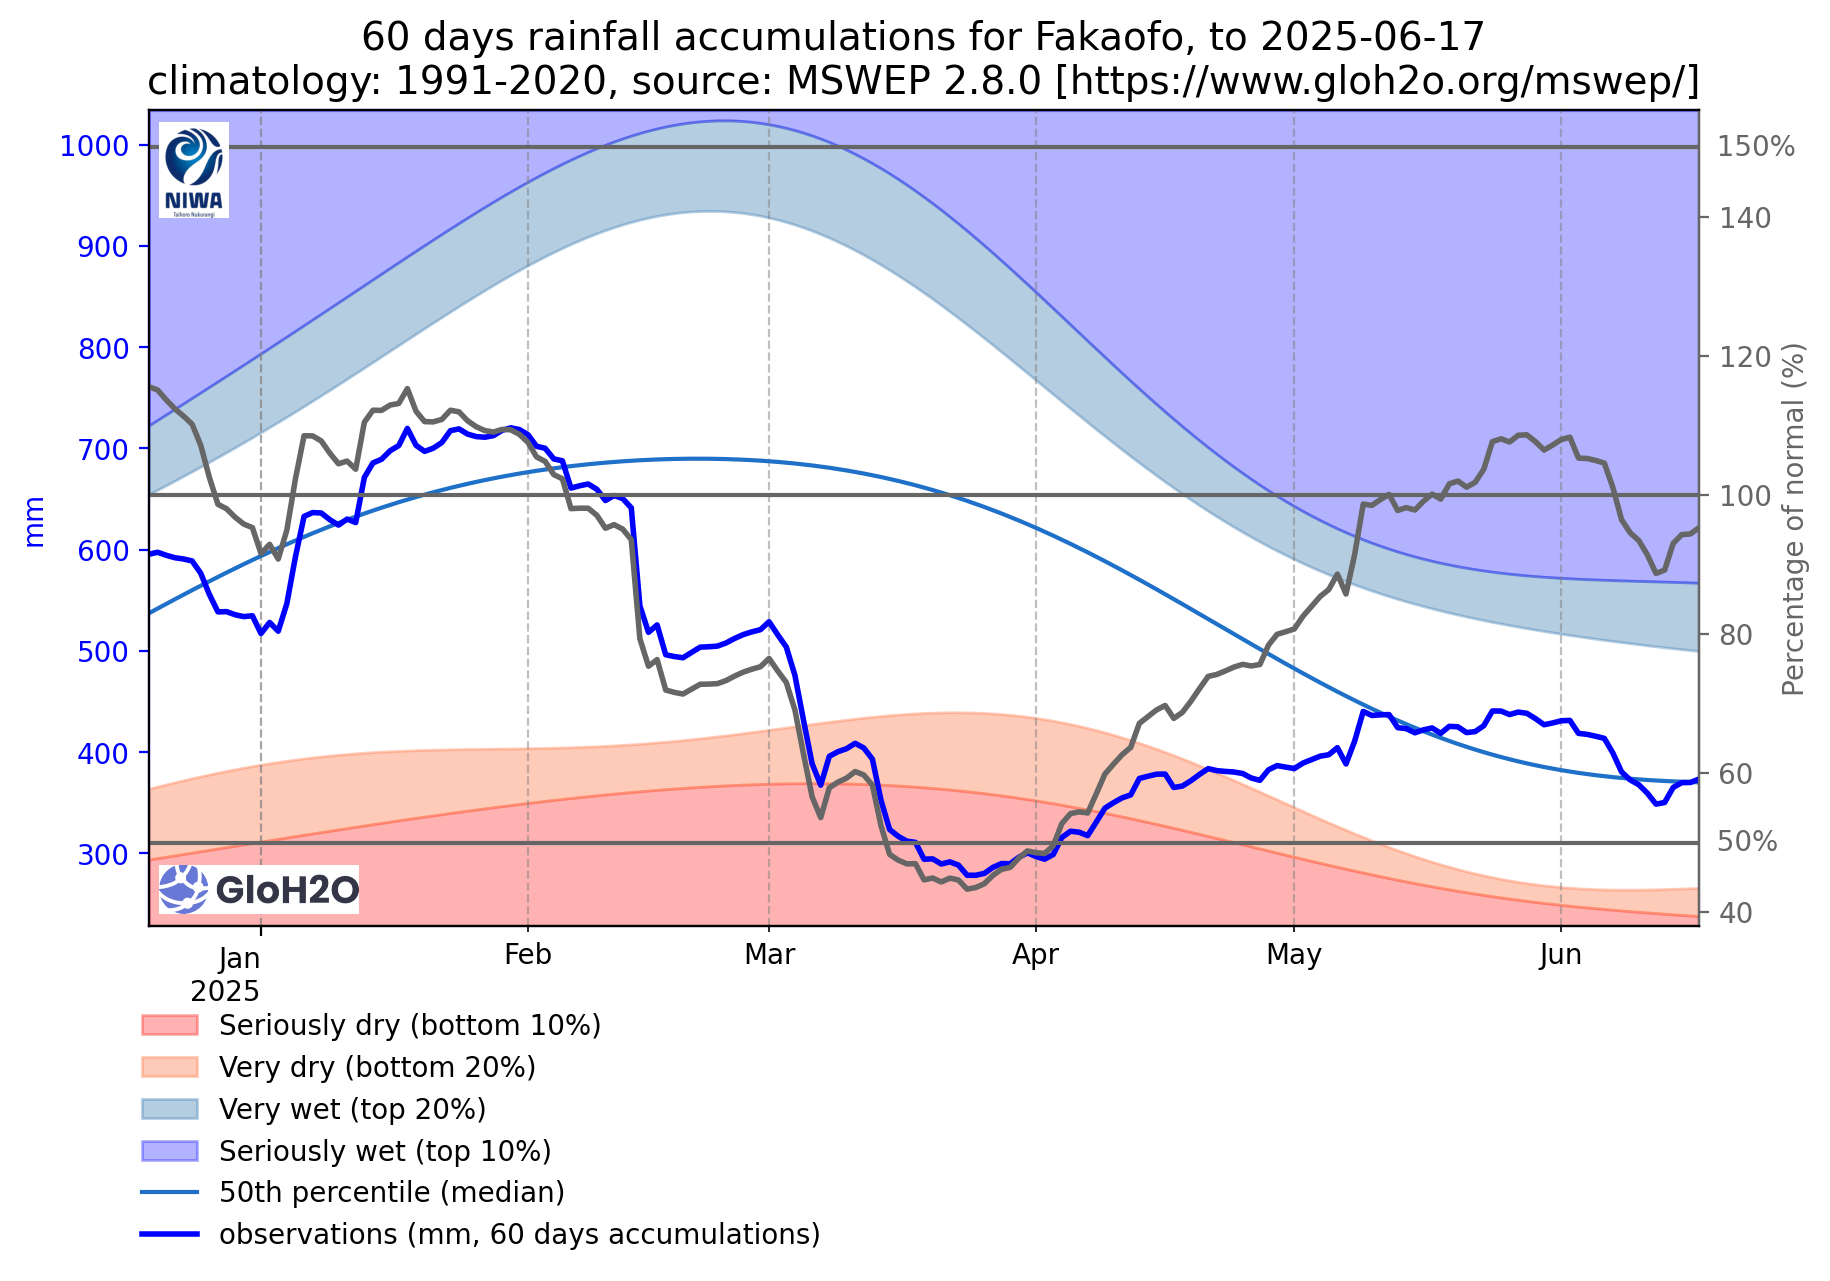 60 days rainfall accumulations for Fakaofo, to 2025-06-17
climatology: 1991-2020, source: MSWEP 2.8.0 [https://www.gloh2o.org/mswep/]
1000
900
800
700
600
500
400
300
mm
150%
140
120
100
80
60
50%
40
Percentage of normal (%)
NIWA
Taihoro Nukurangi
GloH2O
Jan
2025
Feb
Mar
Apr
May
Jun
Seriously dry (bottom 10%)
Very dry (bottom 20%)
Very wet (top 20%)
Seriously wet (top 10%)
50th percentile (median)
observations (mm, 60 days accumulations)